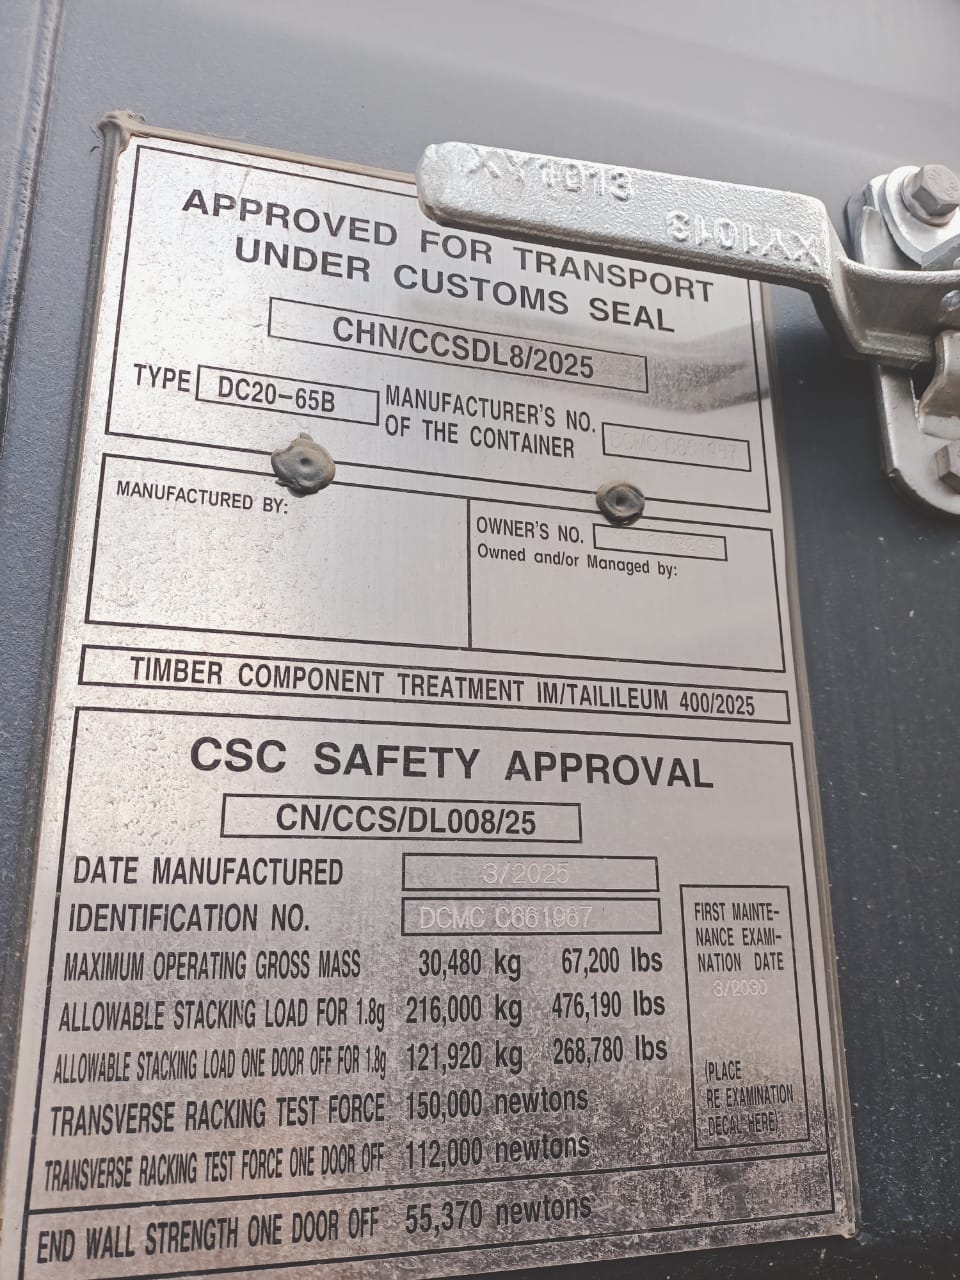 XY1013
XY1013
APPROVED FOR TRANSPORT
UNDER CUSTOMS SEAL
CHN/CCSDL8/2025
TYPE DC20-65B
MANUFACTURER'S NO.
OF THE CONTAINER
DCMC C661967
MANUFACTURED BY:
OWNER'S NO.
Owned and/or Managed by:
TIMBER COMPONENT TREATMENT IM/TAILILEUM 400/2025
CSC SAFETY APPROVAL
CN/CCS/DL008/25
DATE MANUFACTURED 3/2025
IDENTIFICATION NO. DCMC C661967
MAXIMUM OPERATING GROSS MASS 30,480 kg 67,200 lbs
ALLOWABLE STACKING LOAD FOR 1.8g 216,000 kg 476,190 lbs
ALLOWABLE STACKING LOAD ONE DOOR OFF FOR 1.8g 121,920 kg 268,780 lbs
TRANSVERSE RACKING TEST FORCE 150,000 newtons
TRANSVERSE RACKING TEST FORCE ONE DOOR OFF 112,000 newtons
END WALL STRENGTH ONE DOOR OFF 55,370 newtons
FIRST MAINTE-
NANCE EXAMI-
NATION DATE
3/2030
(PLACE
RE EXAMINATION
DECAL HERE)